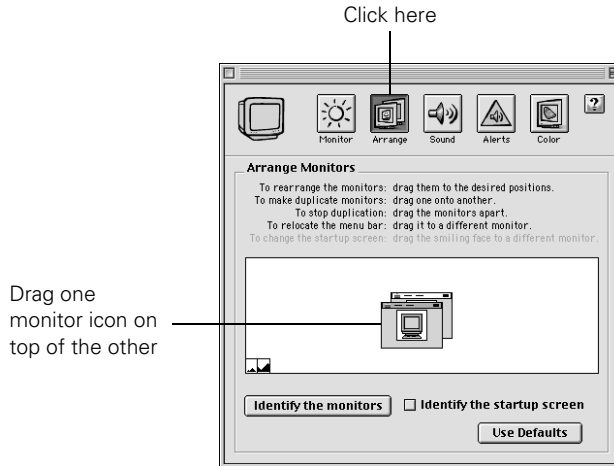 Click here
Monitor Arrange Sound Alerts Color
?
Arrange Monitors
To rearrange the monitors: drag them to the desired positions.
To make duplicate monitors: drag one onto another.
To stop duplication: drag the monitors apart.
To relocate the menu bar: drag it to a different monitor.
To change the startup screen: drag the smiling face to a different monitor.
Drag one
monitor icon on
top of the other
Identify the monitors
Identify the startup screen
Use Defaults